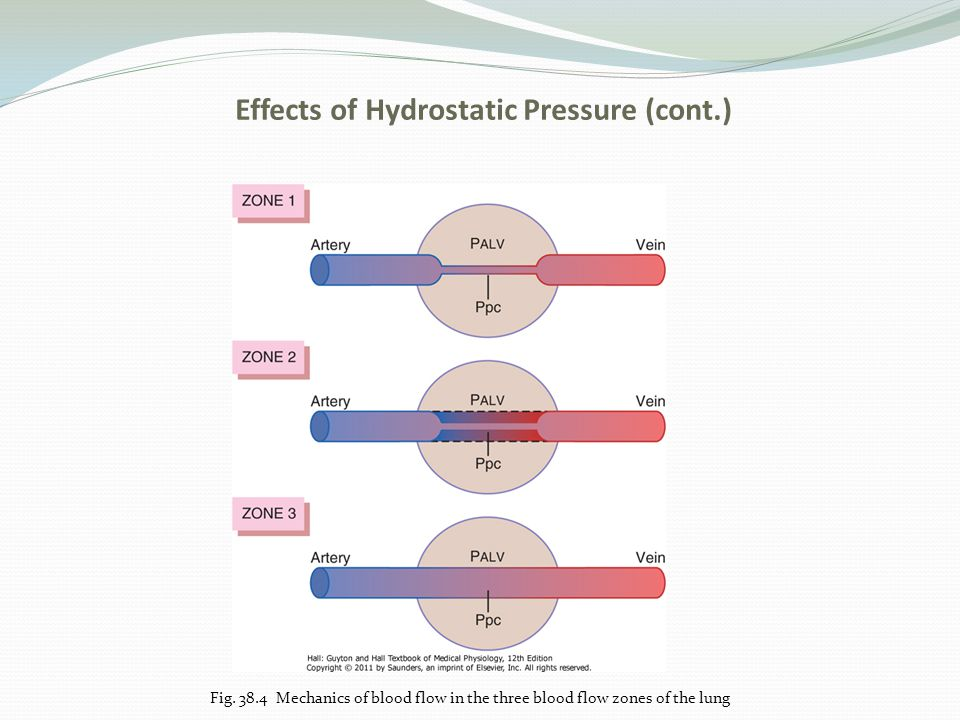 Effects of Hydrostatic Pressure (cont.)
ZONE 1
PALV
Artery
Vein
Ppc
ZONE 2
PALV
Artery
Vein
Ppc
ZONE 3
PALV
Artery
Vein
Ppc
Hall: Guyton and Hall Textbook of Medical Physiology, 12th Edition
Copyright © 2011 by Saunders, an imprint of Elsevier, Inc. All rights reserved.
Fig. 38.4 Mechanics of blood flow in the three blood flow zones of the lung